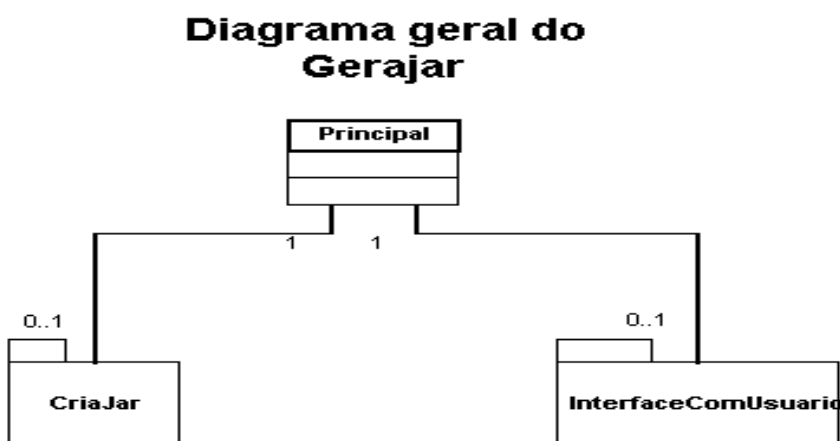 Diagrama geral do
Gerajar
Principal
1 1
0..1 0..1
CriaJar InterfaceComUsuario